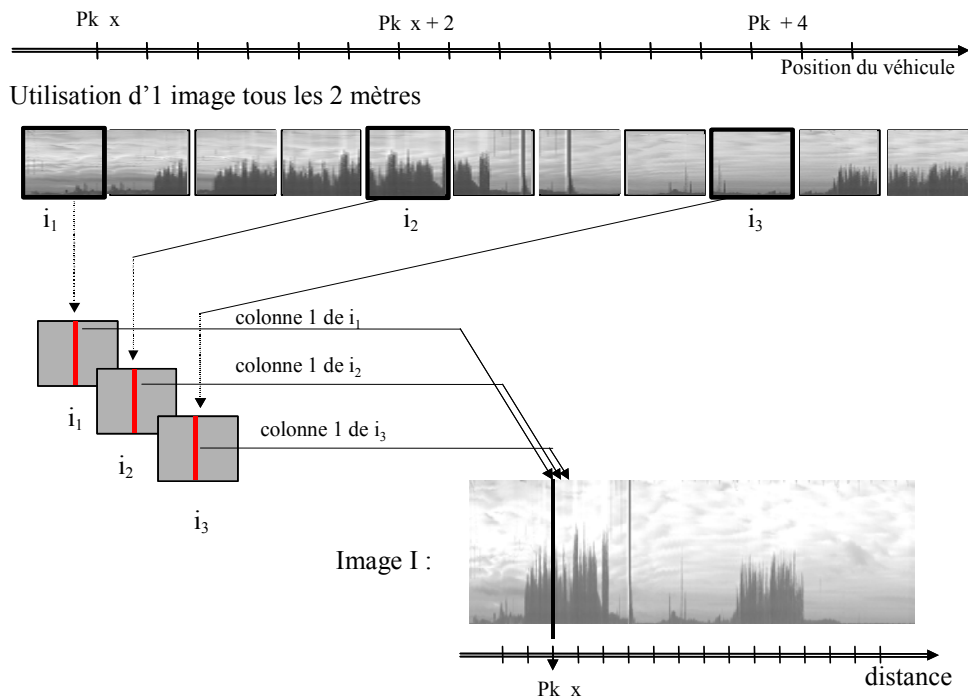 Pk x
Pk x + 2
Pk + 4
Position du véhicule
Utilisation d’1 image tous les 2 mètres
i1
i2
i3
colonne 1 de i1
colonne 1 de i2
colonne 1 de i3
i1
i2
i3
Image I :
distance
Pk x